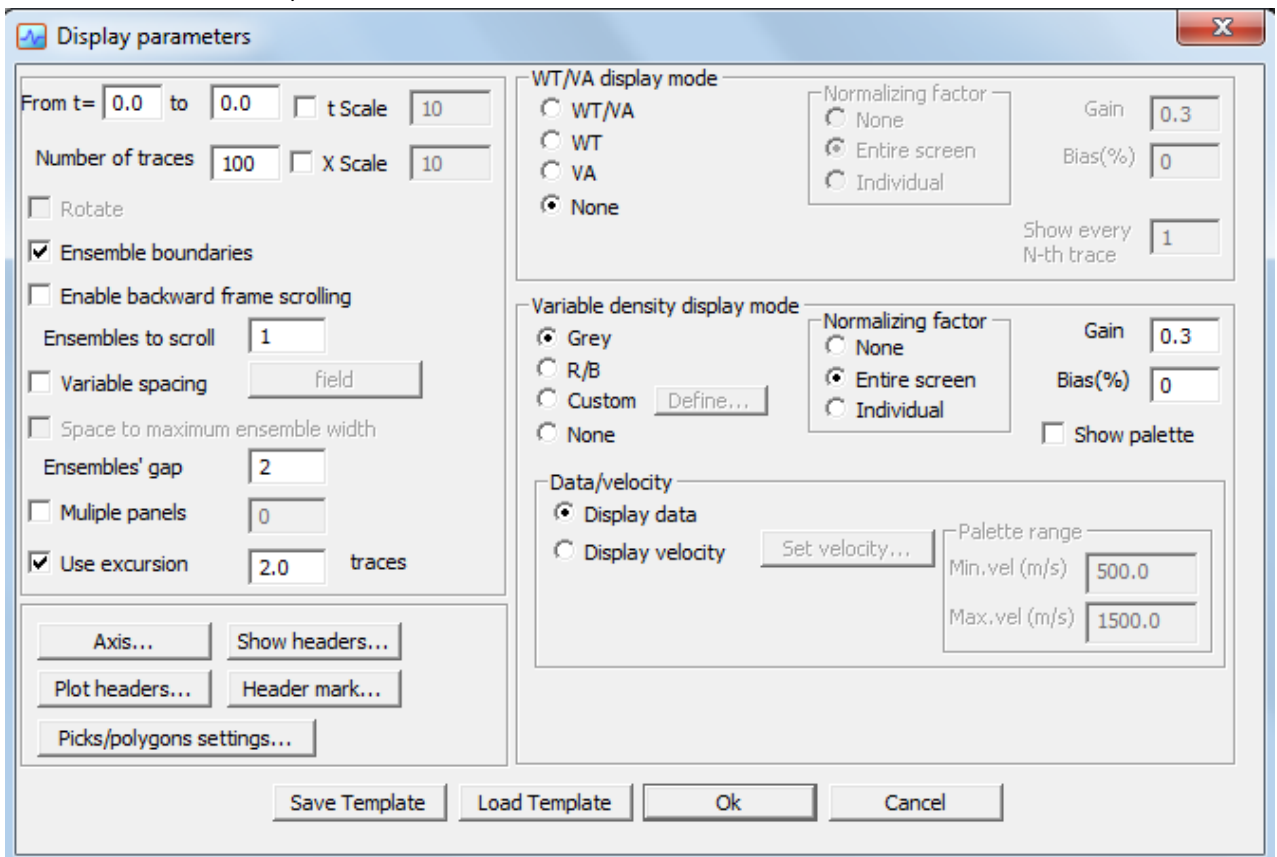 Display parameters
From t= 0.0 to 0.0 t Scale 10
Number of traces 100 X Scale 10
Rotate
Ensemble boundaries
Enable backward frame scrolling
Ensembles to scroll 1
Variable spacing field
Space to maximum ensemble width
Ensembles' gap 2
Muliple panels 0
Use excursion 2.0 traces
Axis... Show headers...
Plot headers... Header mark...
Picks/polygons settings...
WT/VA display mode
WT/VA
WT
VA
None
Normalizing factor
None
Entire screen
Individual
Gain 0.3
Bias(%) 0
Show every
N-th trace 1
Variable density display mode
Grey
R/B
Custom Define...
None
Normalizing factor
None
Entire screen
Individual
Gain 0.3
Bias(%) 0
Show palette
Data/velocity
Display data
Display velocity Set velocity...
Palette range
Min.vel (m/s) 500.0
Max.vel (m/s) 1500.0
Save Template Load Template Ok Cancel